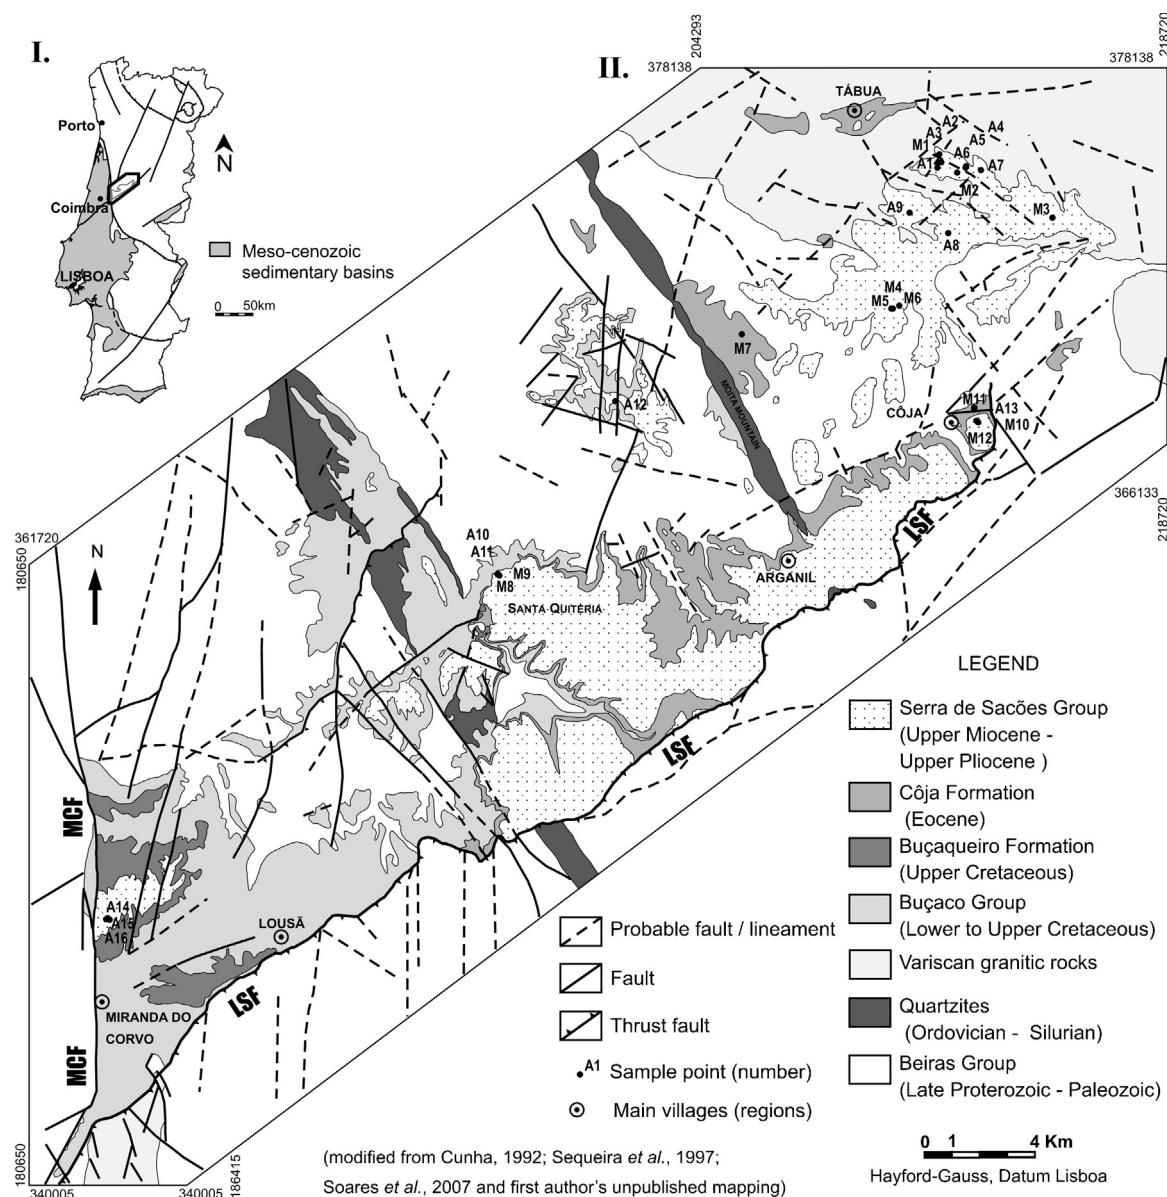 I.
Porto
N
Coimbra
LISBOA
Meso-cenozoic
sedimentary basins
0 50km
II.
204293
218720
378138
378138
TÁBUA
A2
A4
A3
A5
M1
A6
A1
A7
M2
A9
M3
A8
M4
M5
M6
M7
MOITA MOUNTAIN
A12
CÔJA
M11
A13
M10
M12
366133
218720
LSF
361720
180650
N
A10
A11
M9
M8
SANTA QUITÉRIA
ARGANIL
LSF
MCF
A14
A15
A16
LOUSÃ
LSF
MIRANDA DO
CORVO
MCF
180650
340005
340005
186415
LEGEND
Serra de Sacões Group
(Upper Miocene -
Upper Pliocene )
Côja Formation
(Eocene)
Buçaqueiro Formation
(Upper Cretaceous)
Buçaco Group
(Lower to Upper Cretaceous)
Variscan granitic rocks
Quartzites
(Ordovician - Silurian)
Beiras Group
(Late Proterozoic - Paleozoic)
Probable fault / lineament
Fault
Thrust fault
A1 Sample point (number)
Main villages (regions)
0 1 4 Km
Hayford-Gauss, Datum Lisboa
(modified from Cunha, 1992; Sequeira et al., 1997;
Soares et al., 2007 and first author's unpublished mapping)